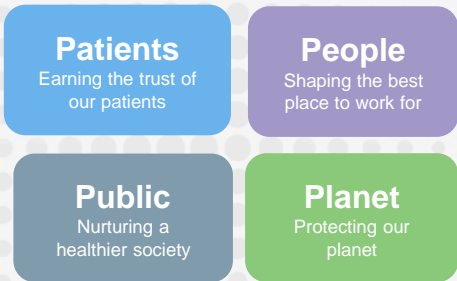 Patients
Earning the trust of
our patients
People
Shaping the best
place to work for
Public
Nurturing a
healthier society
Planet
Protecting our
planet